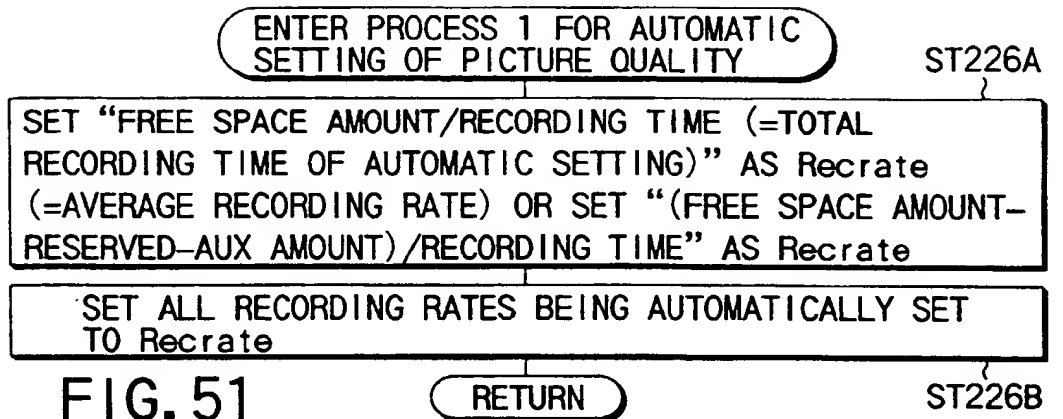 ENTER PROCESS 1 FOR AUTOMATIC
SETTING OF PICTURE QUALITY
ST226A
SET “FREE SPACE AMOUNT/RECORDING TIME (=TOTAL
RECORDING TIME OF AUTOMATIC SETTING)” AS Recrate
(=AVERAGE RECORDING RATE) OR SET “(FREE SPACE AMOUNT–
RESERVED–AUX AMOUNT)/RECORDING TIME” AS Recrate
SET ALL RECORDING RATES BEING AUTOMATICALLY SET
TO Recrate
FIG. 51
RETURN
ST226B